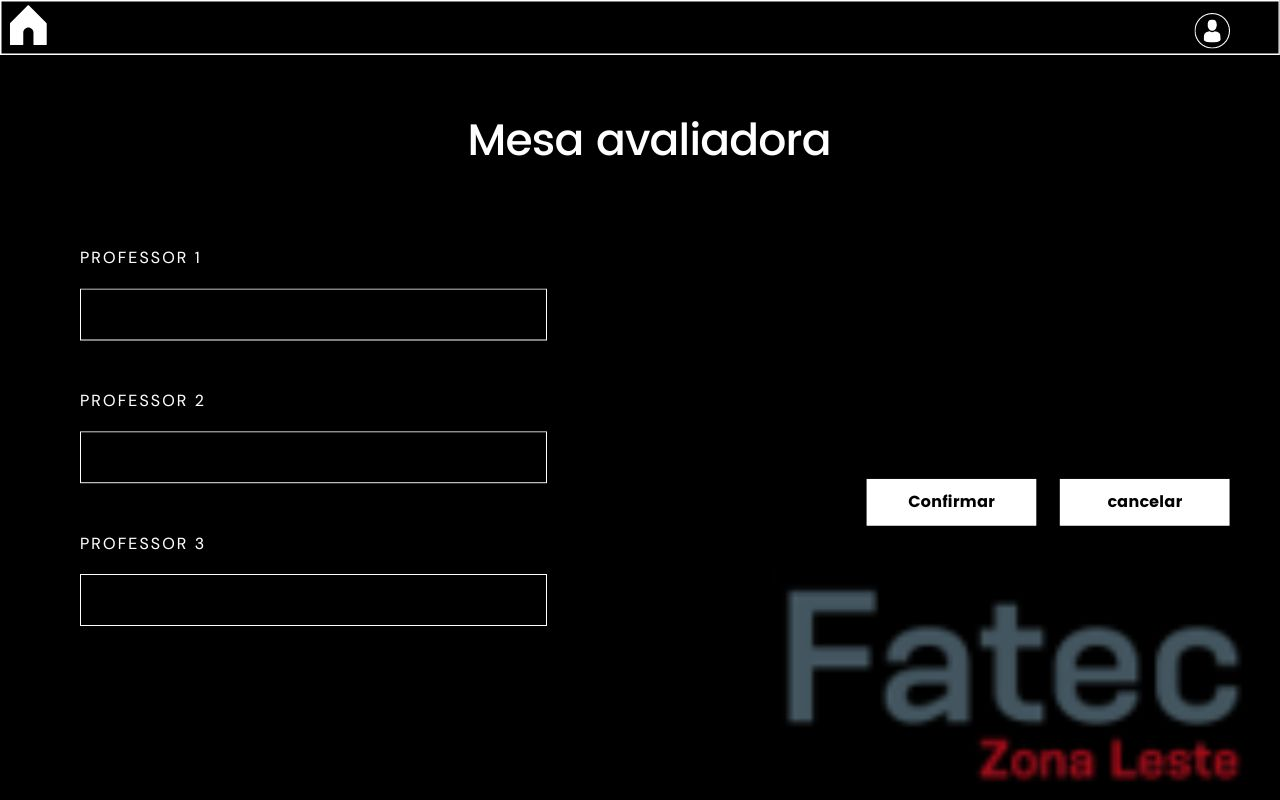 Mesa avaliadora
PROFESSOR 1
PROFESSOR 2
PROFESSOR 3
Confirmar
cancelar
Fatec
Zona Leste